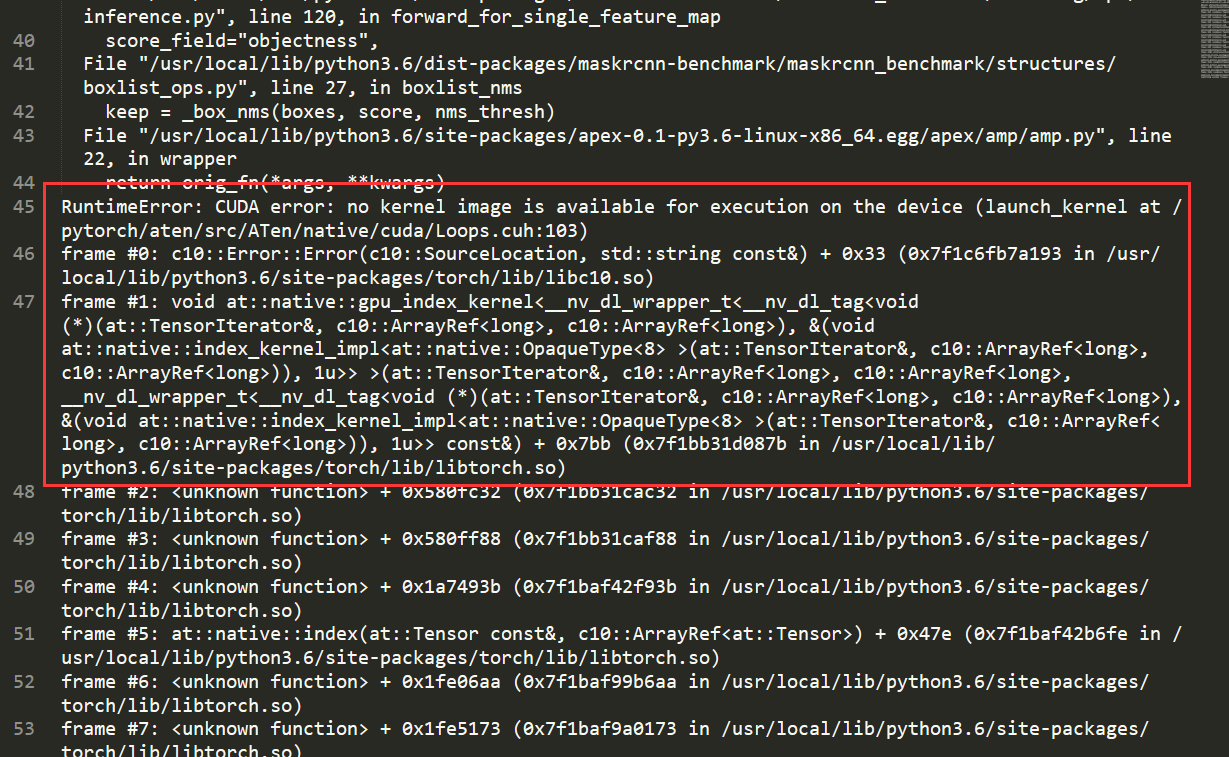 inference.py", line 120, in forward_for_single_feature_map
40 score_field="objectness",
41 File "/usr/local/lib/python3.6/dist-packages/maskrcnn-benchmark/maskrcnn_benchmark/structures/
boxlist_ops.py", line 27, in boxlist_nms
42 keep = _box_nms(boxes, score, nms_thresh)
43 File "/usr/local/lib/python3.6/site-packages/apex-0.1-py3.6-linux-x86_64.egg/apex/amp/amp.py", line
22, in wrapper
44 return orig_fn(*args, **kwargs)
45 RuntimeError: CUDA error: no kernel image is available for execution on the device (launch_kernel at /
pytorch/aten/src/ATen/native/cuda/Loops.cuh:103)
46 frame #0: c10::Error::Error(c10::SourceLocation, std::string const&) + 0x33 (0x7f1c6fb7a193 in /usr/
local/lib/python3.6/site-packages/torch/lib/libc10.so)
47 frame #1: void at::native::gpu_index_kernel<__nv_dl_wrapper_t<__nv_dl_tag<void
(*)(at::TensorIterator&, c10::ArrayRef<long>, c10::ArrayRef<long>), &(void
at::native::index_kernel_impl<at::native::OpaqueType<8> >(at::TensorIterator&, c10::ArrayRef<long>,
c10::ArrayRef<long>)), 1u>> >(at::TensorIterator&, c10::ArrayRef<long>, c10::ArrayRef<long>,
__nv_dl_wrapper_t<__nv_dl_tag<void (*)(at::TensorIterator&, c10::ArrayRef<long>, c10::ArrayRef<long>),
&(void at::native::index_kernel_impl<at::native::OpaqueType<8> >(at::TensorIterator&, c10::ArrayRef<
long>, c10::ArrayRef<long>)), 1u>> const&) + 0x7bb (0x7f1bb31d087b in /usr/local/lib/
python3.6/site-packages/torch/lib/libtorch.so)
48 frame #2: <unknown function> + 0x580fc32 (0x7f1bb31cac32 in /usr/local/lib/python3.6/site-packages/
torch/lib/libtorch.so)
49 frame #3: <unknown function> + 0x580ff88 (0x7f1bb31caf88 in /usr/local/lib/python3.6/site-packages/
torch/lib/libtorch.so)
50 frame #4: <unknown function> + 0x1a7493b (0x7f1baf42f93b in /usr/local/lib/python3.6/site-packages/
torch/lib/libtorch.so)
51 frame #5: at::native::index(at::Tensor const&, c10::ArrayRef<at::Tensor>) + 0x47e (0x7f1baf42b6fe in /
usr/local/lib/python3.6/site-packages/torch/lib/libtorch.so)
52 frame #6: <unknown function> + 0x1fe06aa (0x7f1baf99b6aa in /usr/local/lib/python3.6/site-packages/
torch/lib/libtorch.so)
53 frame #7: <unknown function> + 0x1fe5173 (0x7f1baf9a0173 in /usr/local/lib/python3.6/site-packages/
torch/lib/libtorch.so)